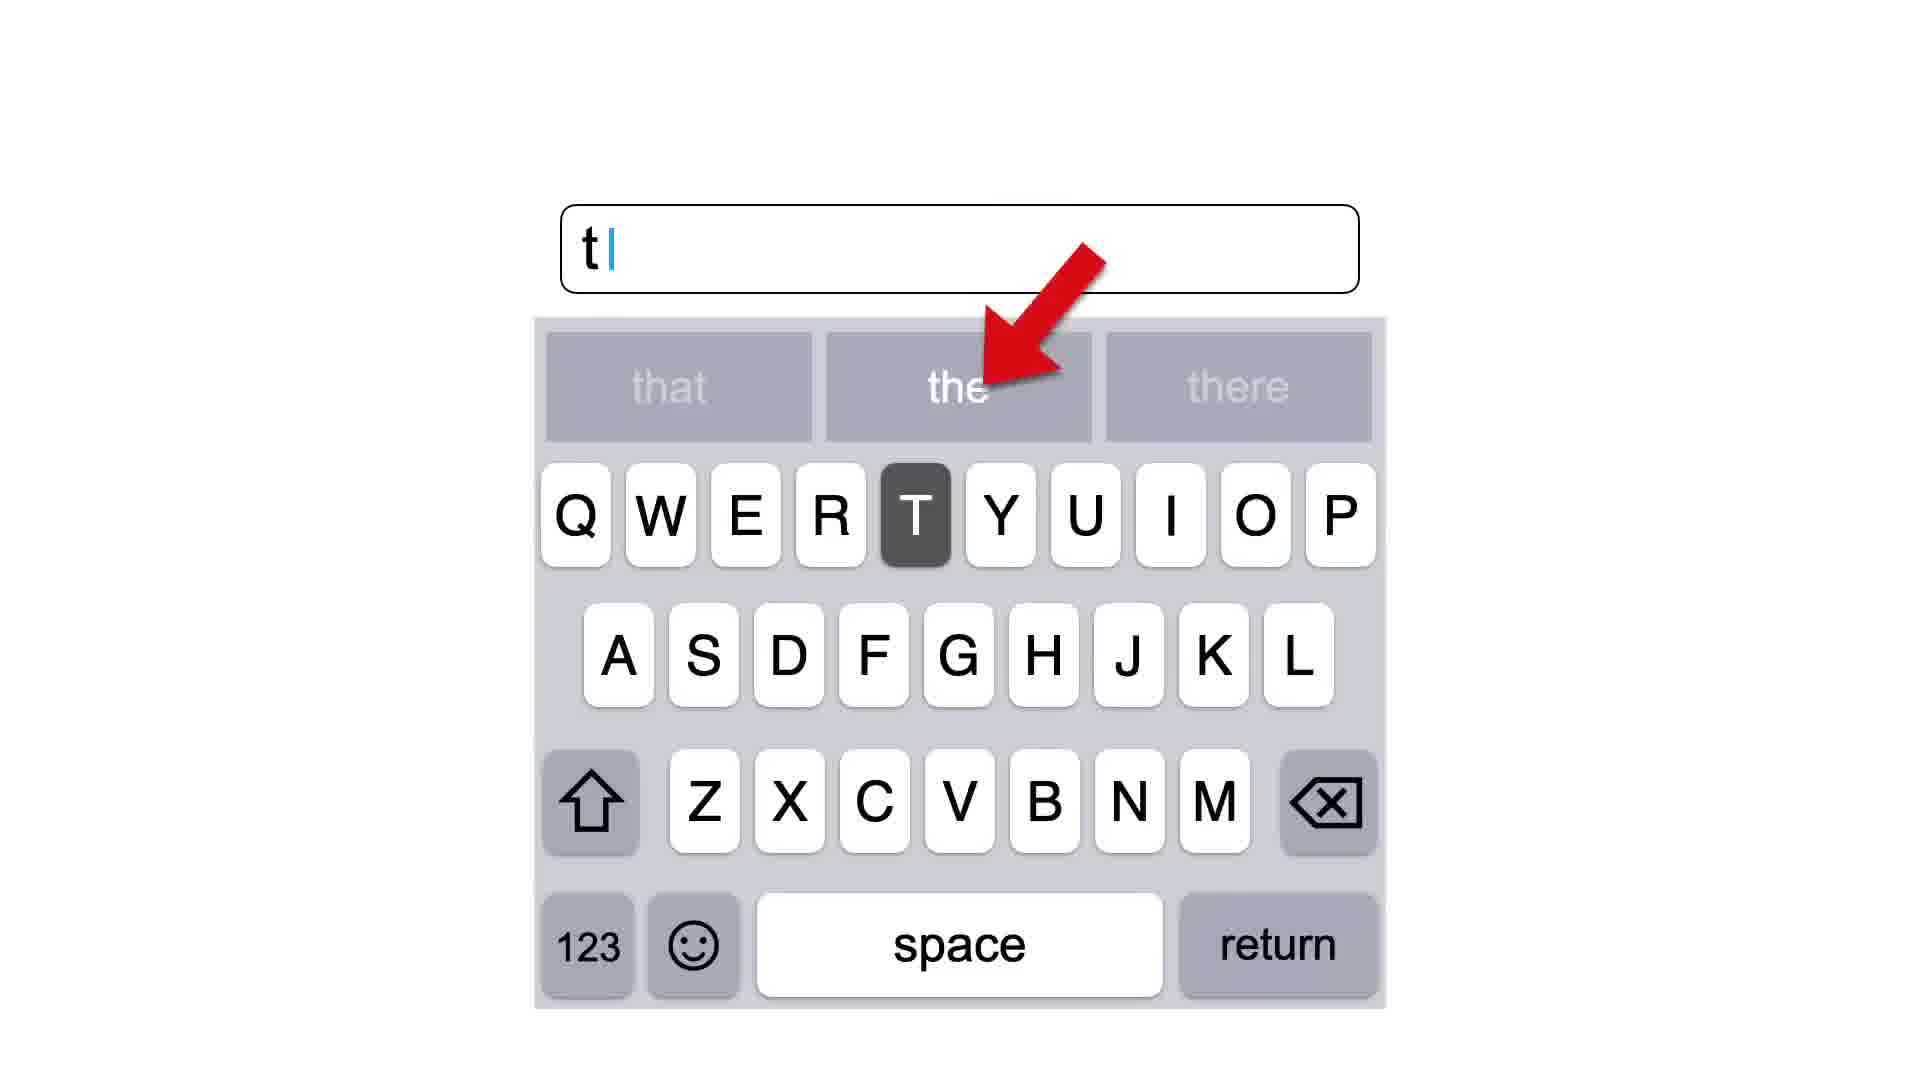 t
that the there
Q W E R T Y U I O P
A S D F G H J K L
Z X C V B N M
123 space return